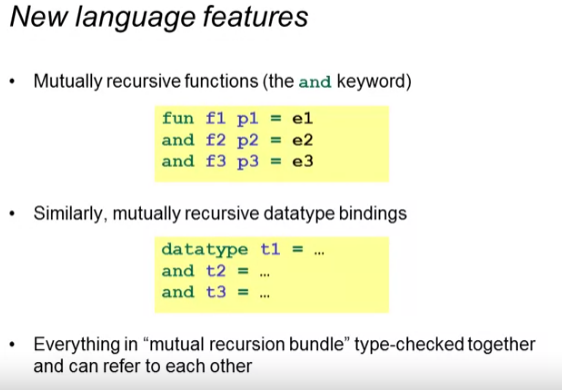 New language features
• Mutually recursive functions (the and keyword)
fun f1 p1 = e1
and f2 p2 = e2
and f3 p3 = e3
• Similarly, mutually recursive datatype bindings
datatype t1 = …
and t2 = …
and t3 = …
• Everything in “mutual recursion bundle” type-checked together
and can refer to each other